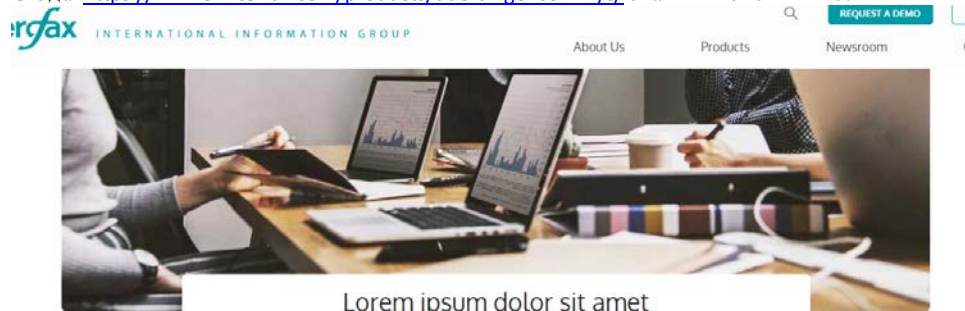 erfax INTERNATIONAL INFORMATION GROUP
REQUEST A DEMO
About Us Products Newsroom
Lorem ipsum dolor sit amet